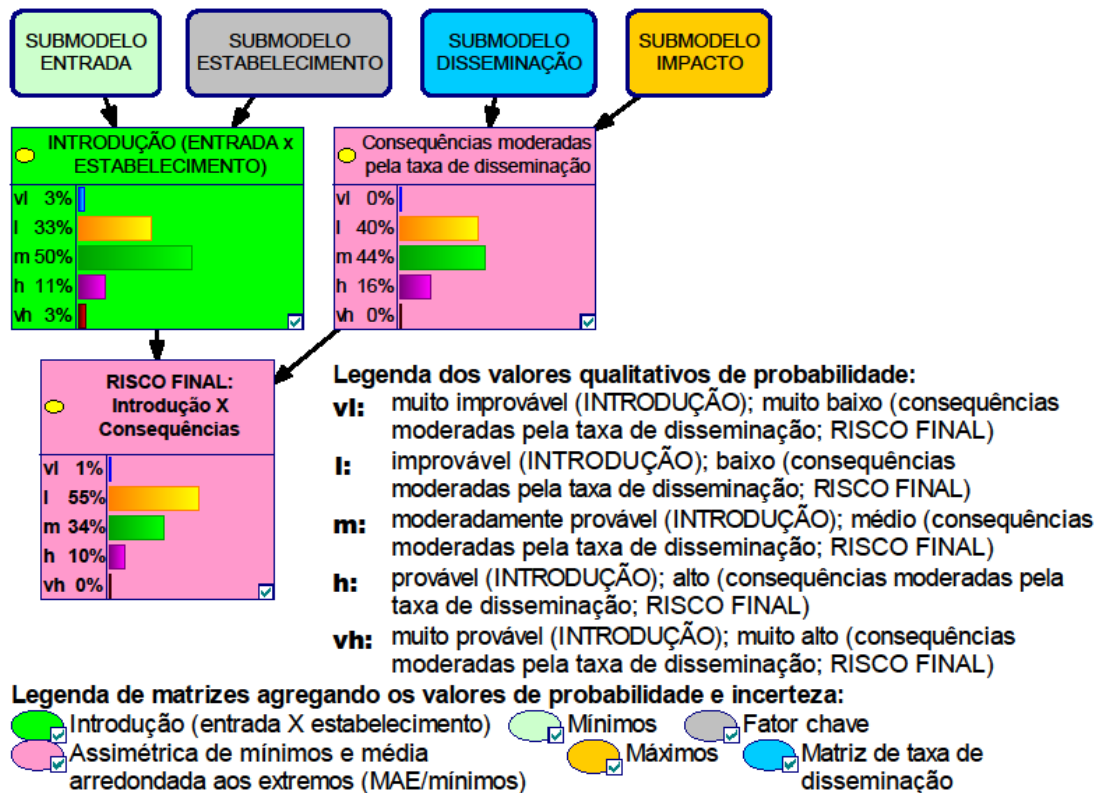 SUBMODELO
ENTRADA
SUBMODELO
ESTABELECIMENTO
SUBMODELO
DISSEMINAÇÃO
SUBMODELO
IMPACTO
INTRODUÇÃO (ENTRADA x
ESTABELECIMENTO)
vl 3%
l 33%
m 50%
h 11%
vh 3%
Consequências moderadas
pela taxa de disseminação
vl 0%
l 40%
m 44%
h 16%
vh 0%
RISCO FINAL:
Introdução X
Consequências
vl 1%
l 55%
m 34%
h 10%
vh 0%
Legenda dos valores qualitativos de probabilidade:
vl: muito improvável (INTRODUÇÃO); muito baixo (consequências
moderadas pela taxa de disseminação; RISCO FINAL)
l: improvável (INTRODUÇÃO); baixo (consequências
moderadas pela taxa de disseminação; RISCO FINAL)
m: moderadamente provável (INTRODUÇÃO); médio (consequências
moderadas pela taxa de disseminação; RISCO FINAL)
h: provável (INTRODUÇÃO); alto (consequências moderadas pela
taxa de disseminação; RISCO FINAL)
vh: muito provável (INTRODUÇÃO); muito alto (consequências
moderadas pela taxa de disseminação; RISCO FINAL)
Legenda de matrizes agregando os valores de probabilidade e incerteza:
Introdução (entrada X estabelecimento) Mínimos Fator chave
Assimétrica de mínimos e média
arredondada aos extremos (MAE/mínimos)
Máximos
Matriz de taxa de
disseminação